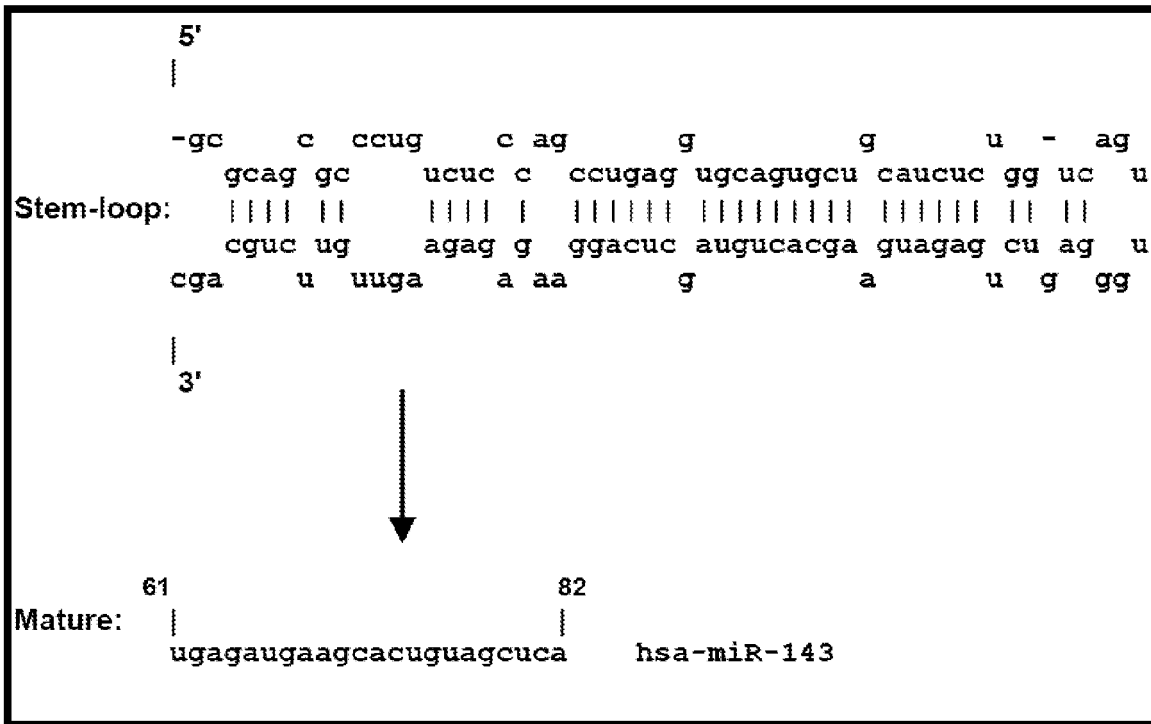 5'
-gc c ccug c ag g g u - ag
gcag gc ucuc c ccugag ugcagugcu caucuc gg uc u
Stem-loop: |||| || |||| | |||||| ||||||||| |||||| || ||
cguc ug agag g ggacuc augucacga guagag cu ag u
cga u uuga a aa g a u g gg
3'
61 82
Mature:
ugagaugaagcacuguagcuca hsa-miR-143